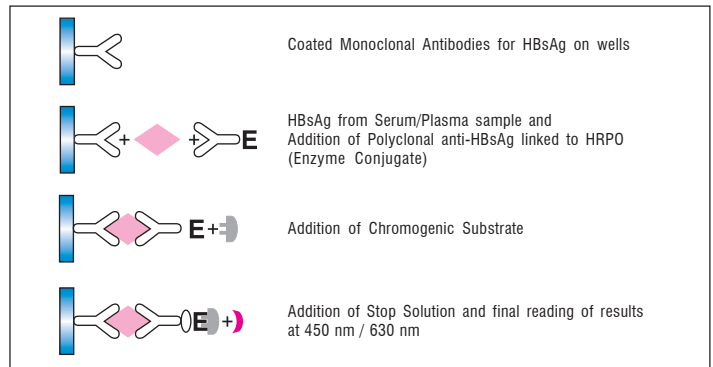 Coated Monoclonal Antibodies for HBsAg on wells
HBsAg from Serum/Plasma sample and
+ + E Addition of Polyclonal anti-HBsAg linked to HRPO
(Enzyme Conjugate)
E+ Addition of Chromogenic Substrate
Addition of Stop Solution and final reading of results
E + at 450 nm / 630 nm